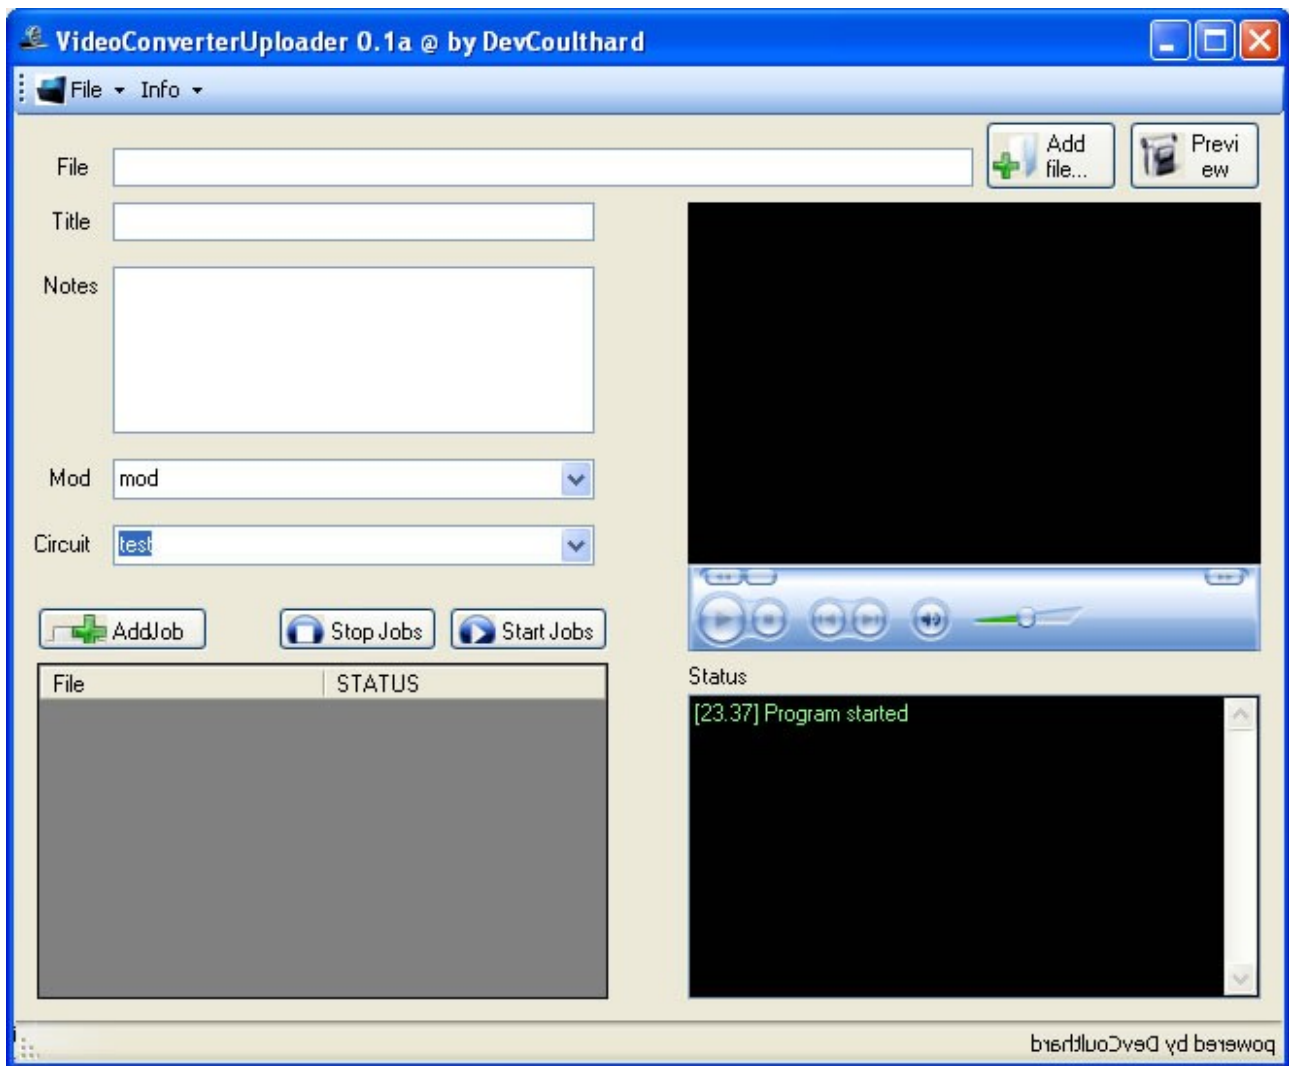 VideoConverterUploader 0.1a @ by DevCoulthard
File Info
File
Add file...
Previ
ew
Title
Notes
Mod mod
Circuit test
AddJob Stop Jobs Start Jobs
File STATUS
Status
[23.37] Program started
powered by DevCoulthard